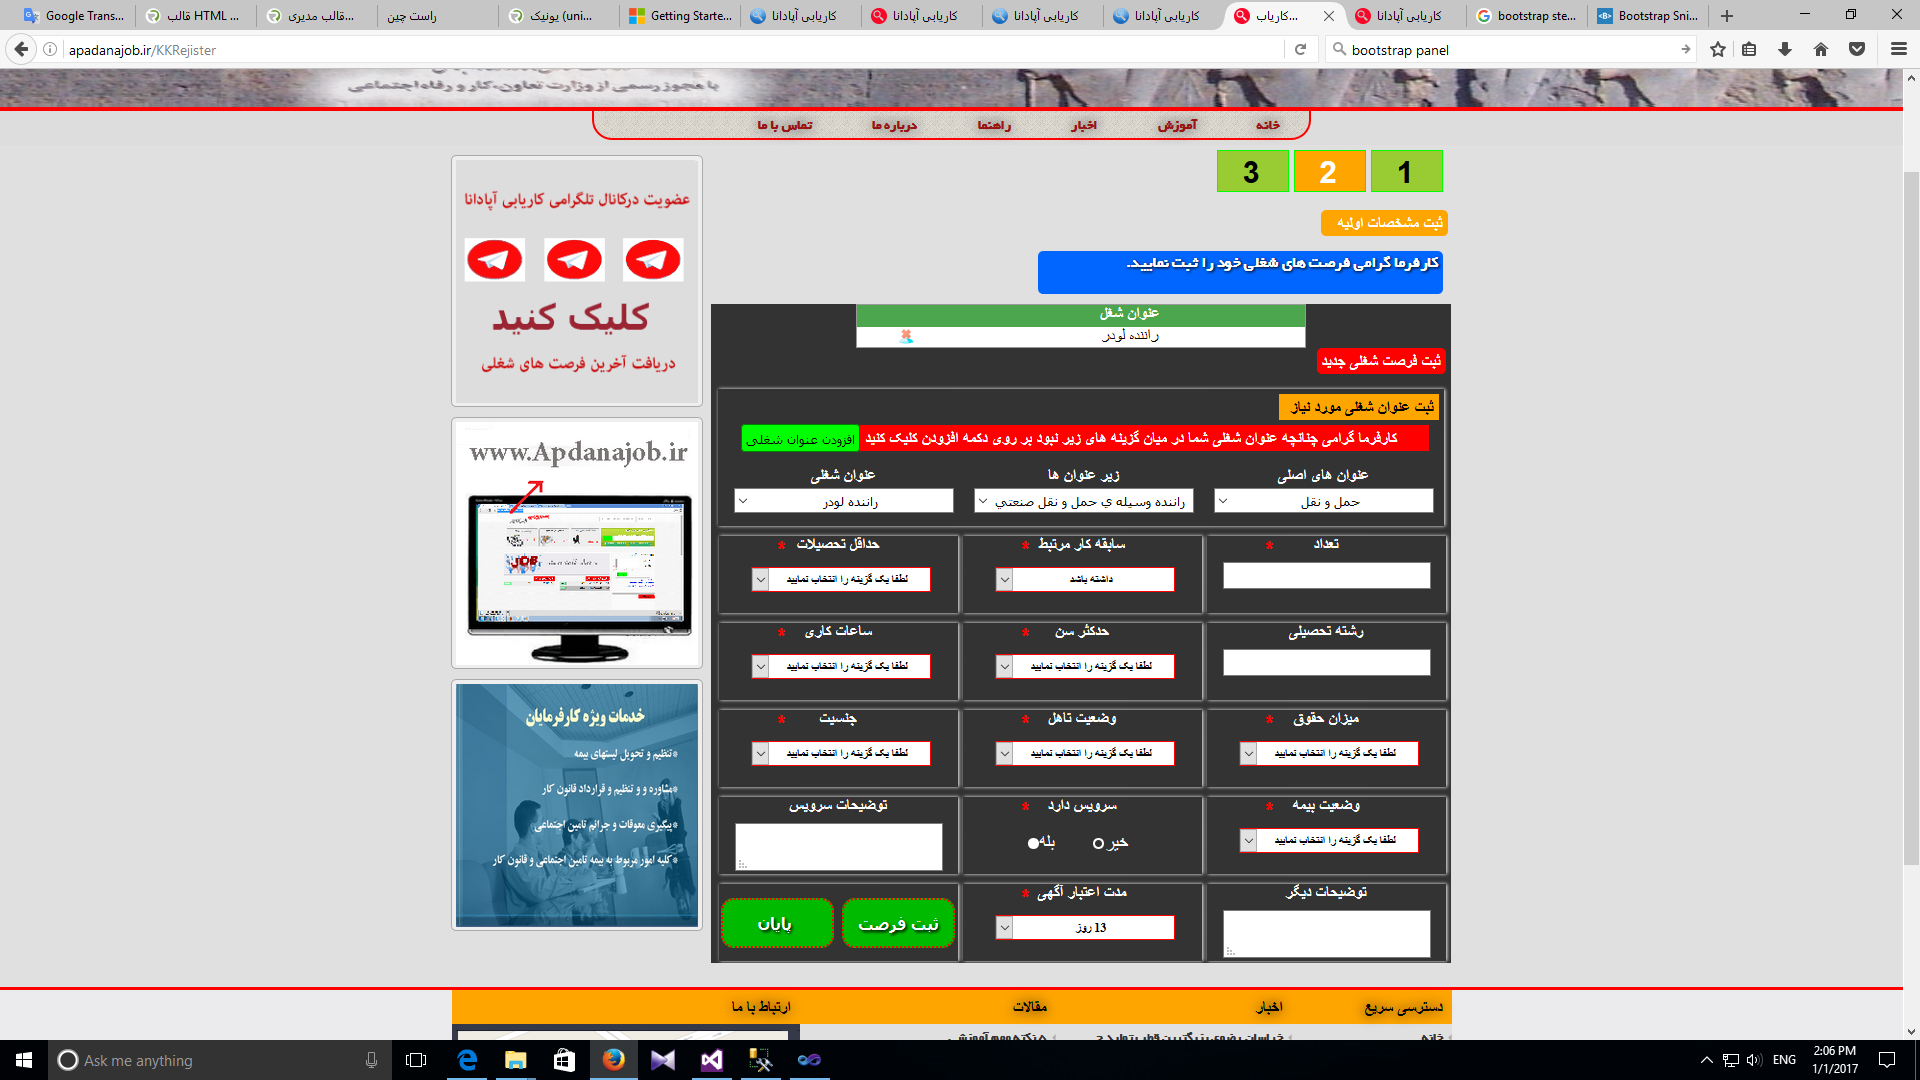 Google Trans...
قالب HTML ...
قالب مدیری...
راست چین
یونیک (uni...
Getting Starte...
کاریابی آپادانا
کاریابی آپادانا
کاریابی آپادانا
کاریابی آپادانا
کاریاب...
کاریابی آپادانا
bootstrap ste...
Bootstrap Sni...
apadanajob.ir/KKRejister
bootstrap panel
با مجوز رسمی از وزارت تعاون،کار و رفاه اجتماعی
خانه
آموزش
اخبار
راهنما
درباره ما
تماس با ما
1
2
3
ثبت مشخصات اولیه
کارفرما گرامی فرصت های شغلی خود را ثبت نمایید.
عنوان شغل
راننده لودر
ثبت فرصت شغلی جدید
ثبت عنوان شغلی مورد نیاز
کارفرما گرامی چنانچه عنوان شغلی شما در میان گزینه های زیر نبود بر روی دکمه افزودن کلیک کنید
افزودن عنوان شغلی
عنوان های اصلی
زیر عنوان ها
عنوان شغلی
حمل و نقل
راننده وسيله ي حمل و نقل صنعتي
راننده لودر
تعداد *
سابقه کار مرتبط *
حداقل تحصیلات *
داشته باشد
لطفا یک گزینه را انتخاب نمایید
رشته تحصیلی
حدکثر سن *
ساعات کاری *
لطفا یک گزینه را انتخاب نمایید
لطفا یک گزینه را انتخاب نمایید
میزان حقوق *
وضعیت تاهل *
جنسیت *
لطفا یک گزینه را انتخاب نمایید
لطفا یک گزینه را انتخاب نمایید
لطفا یک گزینه را انتخاب نمایید
وضعیت بیمه *
سرویس دارد *
توضیحات سرویس
لطفا یک گزینه را انتخاب نمایید
خیر
بله
توضیحات دیگر
مدت اعتبار آگهی *
13 روز
ثبت فرصت
پایان
عضویت درکانال تلگرامی کاریابی آپادانا
کلیک کنید
دریافت آخرین فرصت های شغلی
www.Apdanajob.ir
خدمات ویژه کارفرمایان
*تنظیم و تحویل لیستهای بیمه
*مشاوره و و تنظیم و قرارداد قانون کار
*پیگیری معوقات و جرائم تامین اجتماعی
*کلیه امور مربوط به بیمه تامین اجتماعی و قانون کار
دسترسی سریع
اخبار
مقالات
ارتباط با ما
خانه
Ask me anything
ENG
2:06 PM
1/1/2017